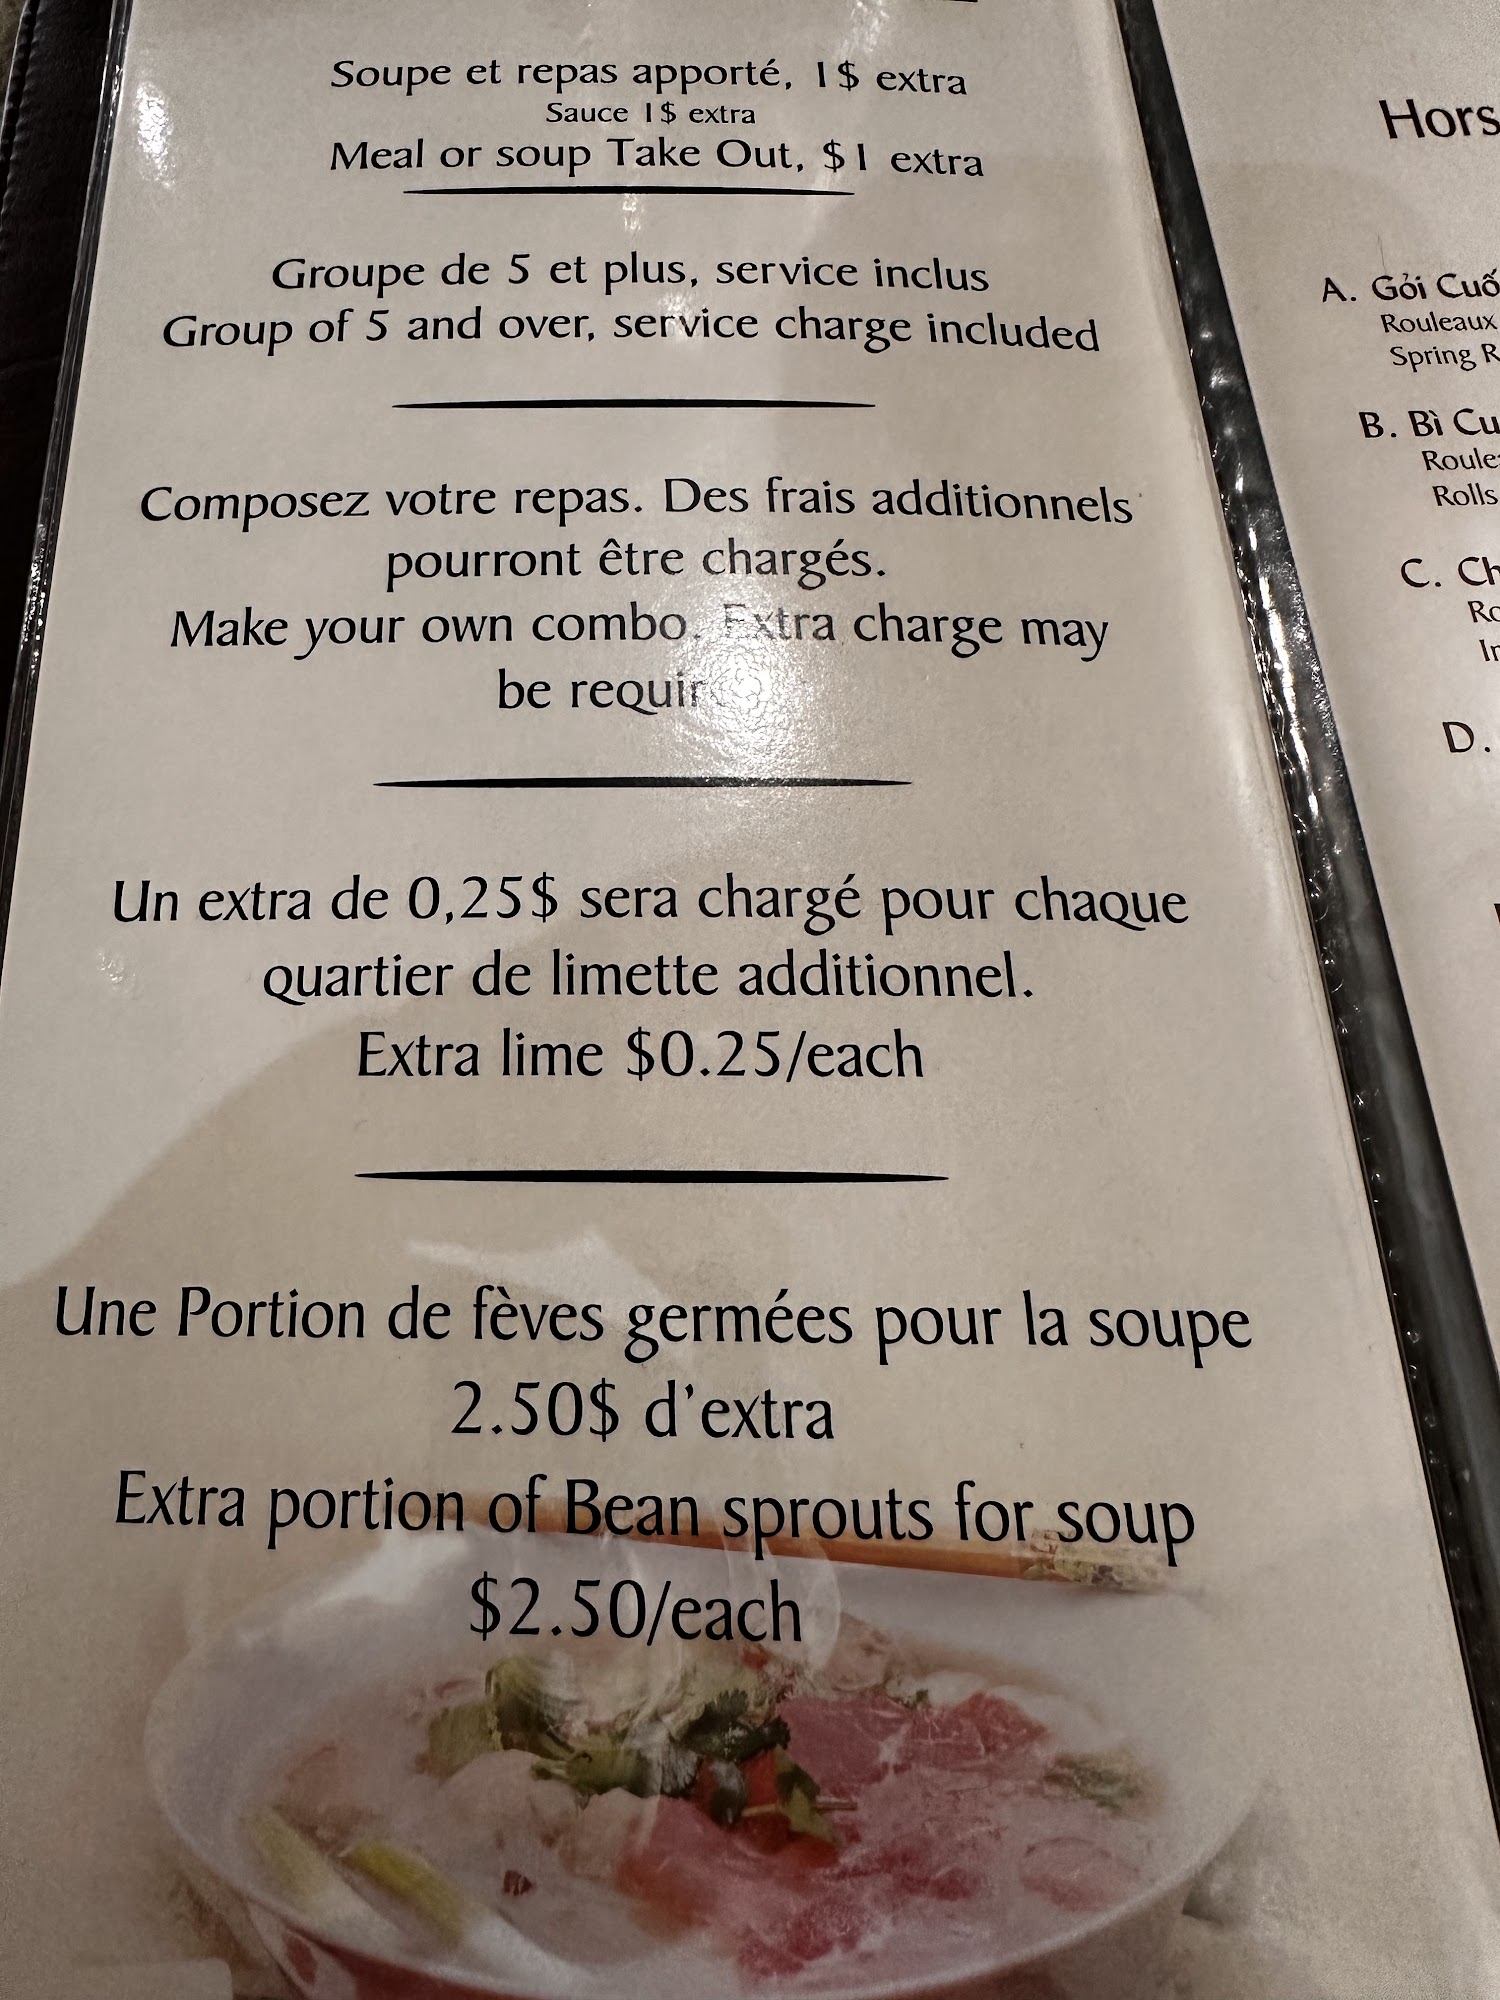 Soupe et repas apporté, 1$ extra
Sauce 1$ extra
Meal or soup Take Out, $1 extra
Groupe de 5 et plus, service inclus
Group of 5 and over, service charge included
Composez votre repas. Des frais additionnels
pourront être chargés.
Make your own combo. Extra charge may
be
Un extra de 0,25$ sera chargé pour chaque
quartier de limette additionnel.
Extra lime $0.25/each
Une Portion de fèves germées pour la soupe
2.50$ d'extra
Extra portion of Bean sprouts for soup
$2.50/each
Hors
A. Gỏi
Rouleaux
Spring
B. Bì
C.
D.